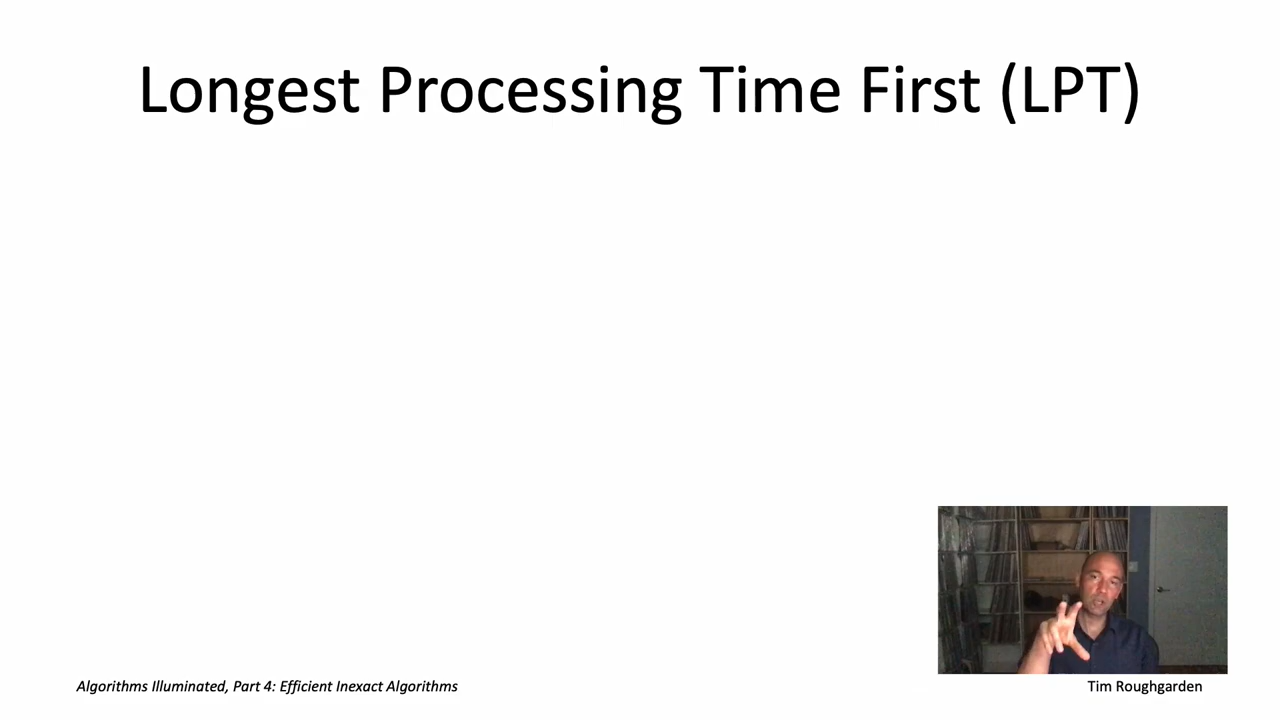 Longest Processing Time First (LPT)
Algorithms Illuminated, Part 4: Efficient Inexact Algorithms
Tim Roughgarden